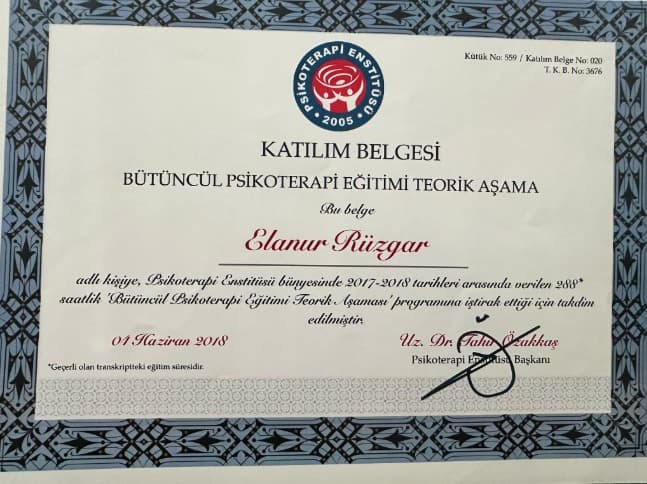 PSİKOTERAPİ ENSTİTÜSÜ
• 2005 •
Kütük No: 559 / Katılım Belge No: 020
T. K. B. No: 3676
KATILIM BELGESİ
BÜTÜNCÜL PSİKOTERAPİ EĞİTİMİ TEORİK AŞAMA
Bu belge
Elanur Rüzgar
adlı kişiye, Psikoterapi Enstitüsü bünyesinde 2017-2018 tarihleri arasında verilen 288*
saatlik 'Bütüncül Psikoterapi Eğitimi Teorik Aşaması' programına iştirak ettiği için takdim
edilmiştir.
04 Haziran 2018
Uz. Dr. Tahir Özakkaş
Psikoterapi Enstitüsü Başkanı
*Geçerli olan transkriptteki eğitim süresidir.